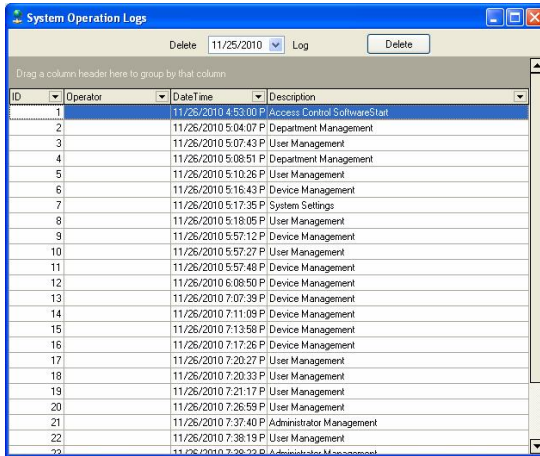 System Operation Logs
Delete 11/25/2010 Log Delete
Drag a column header here to group by that column
ID Operator DateTime Description
1 11/26/2010 4:53:00 P Access Control SoftwareStart
2 11/26/2010 5:04:07 P Department Management
3 11/26/2010 5:07:43 P User Management
4 11/26/2010 5:08:51 P Department Management
5 11/26/2010 5:10:26 P User Management
6 11/26/2010 5:16:43 P Device Management
7 11/26/2010 5:17:35 P System Settings
8 11/26/2010 5:18:05 P User Management
9 11/26/2010 5:57:12 P Device Management
10 11/26/2010 5:57:27 P User Management
11 11/26/2010 5:57:48 P Device Management
12 11/26/2010 6:08:50 P Device Management
13 11/26/2010 7:07:39 P Device Management
14 11/26/2010 7:11:09 P Device Management
15 11/26/2010 7:13:58 P Device Management
16 11/26/2010 7:17:26 P Device Management
17 11/26/2010 7:20:27 P User Management
18 11/26/2010 7:20:33 P User Management
19 11/26/2010 7:21:17 P User Management
20 11/26/2010 7:26:59 P User Management
21 11/26/2010 7:37:40 P Administrator Management
22 11/26/2010 7:38:19 P User Management
23 11/26/2010 7:38:23 P Administrator Management